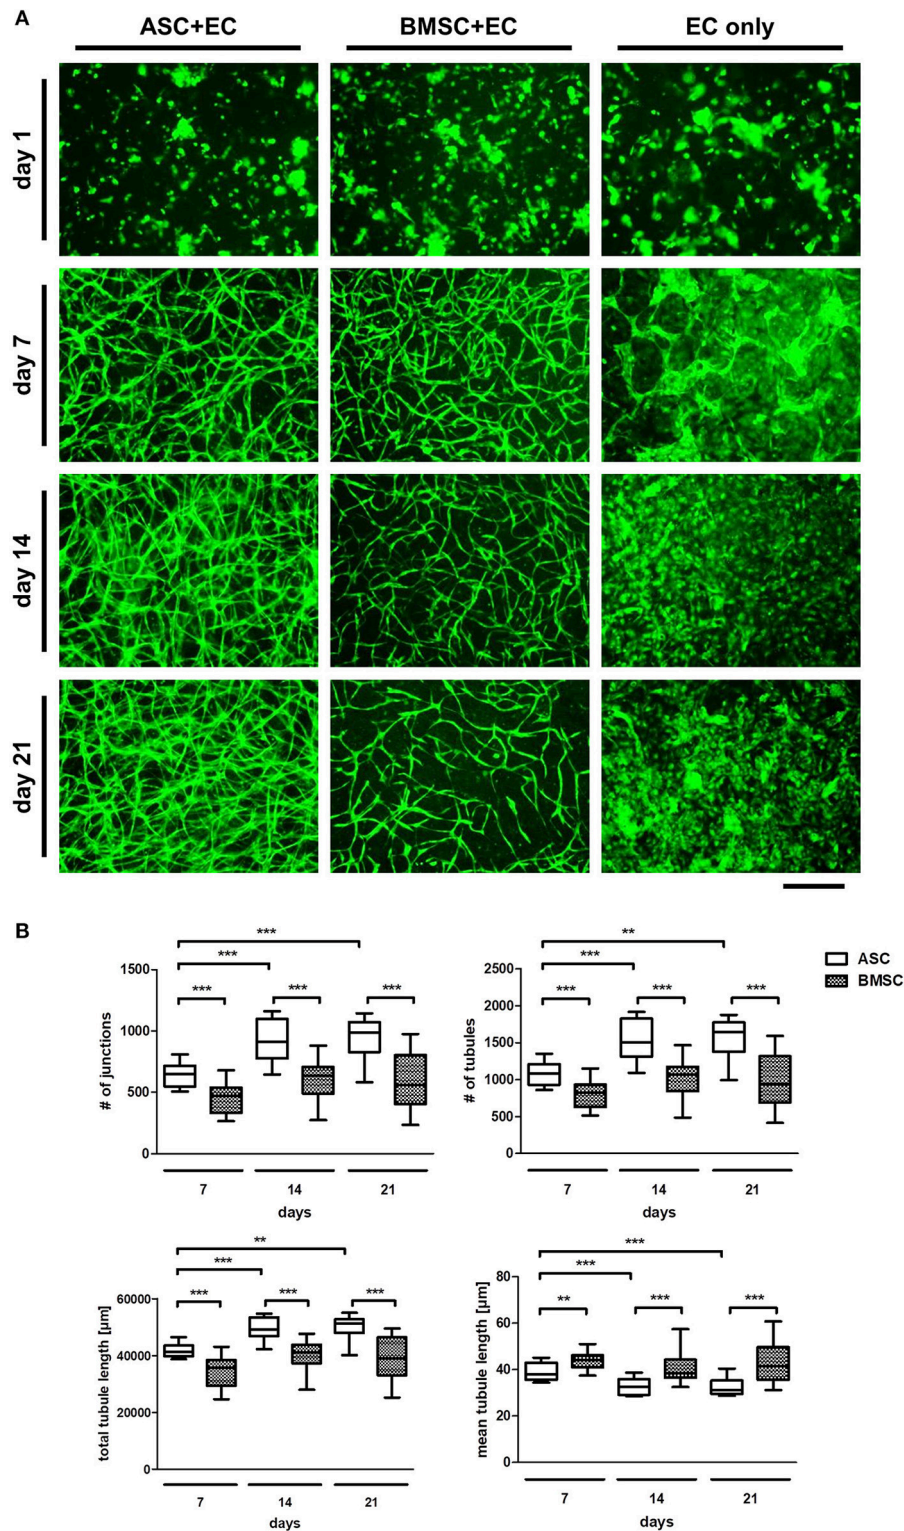 A
ASC+EC BMSC+EC EC only
day 1
day 7
day 14
day 21
B
*** **
*** ***
*** *** *** *** *** ***
ASC
BMSC
# of junctions
1500
1000
500
0
7 14 21
days
# of tubules
2500
2000
1500
1000
500
0
7 14 21
days
**
***
*** *** ***
total tubule length [µm]
60000
40000
20000
0
7 14 21
days
***
***
** *** ***
mean tubule length [µm]
80
60
40
20
0
7 14 21
days